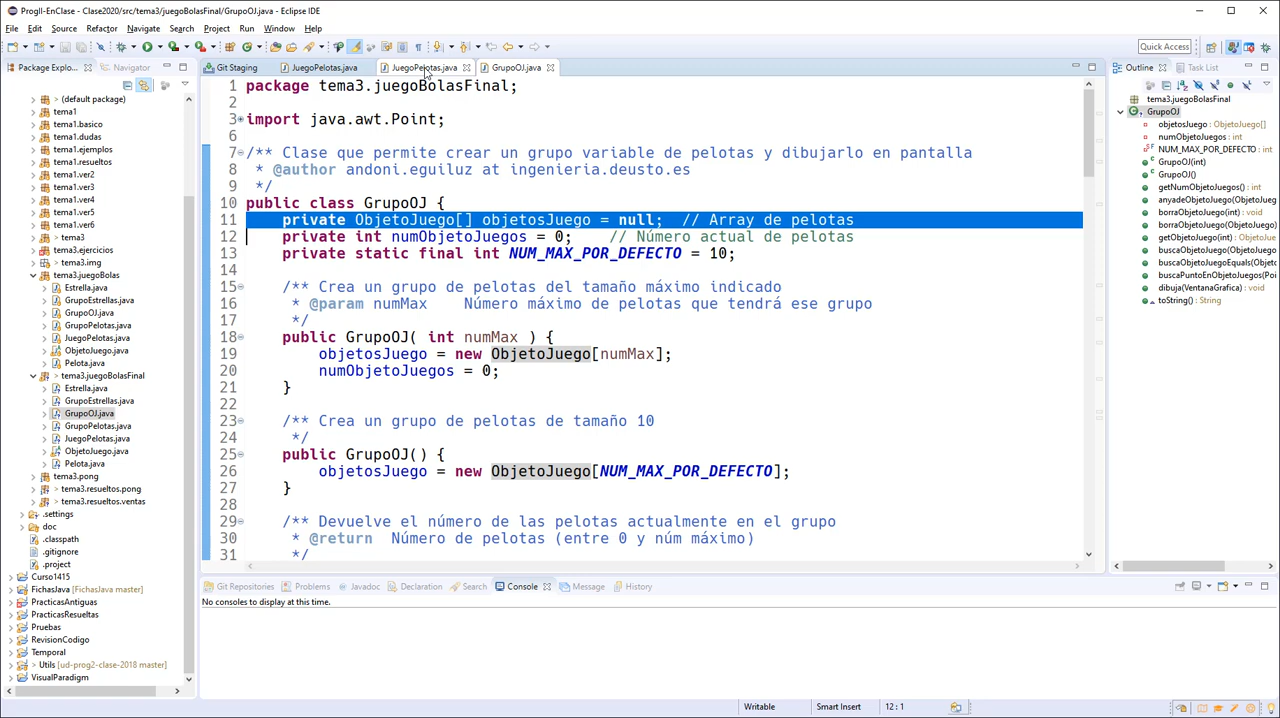 ProgII-EnClase - Clase2020/src/tema3/juegoBolasFinal/GrupoOJ.java - Eclipse IDE
File Edit Source Refactor Navigate Search Project Run Window Help
Quick Access
Package Explo... Navigator
(default package)
tema1
tema1.basico
tema1.dudas
tema1.ejemplos
tema1.resueltos
tema1.ver2
tema1.ver3
tema1.ver4
tema1.ver5
tema1.ver6
> tema3
tema3.ejercicios
> tema3.img
tema3.juegoBolas
Estrella.java
GrupoEstrellas.java
GrupoOJ.java
GrupoPelotas.java
JuegoPelotas.java
ObjetoJuego.java
Pelota.java
> tema3.juegoBolasFinal
Estrella.java
GrupoEstrellas.java
GrupoOJ.java
GrupoPelotas.java
JuegoPelotas.java
ObjetoJuego.java
Pelota.java
> tema3.pong
> tema3.resueltos.pong
> tema3.resueltos.ventas
.settings
doc
.classpath
.gitignore
.project
Curso1415
FichasJava [FichasJava master]
PracticasAntiguas
PracticasResueltas
Pruebas
RevisionCodigo
Temporal
> Utils [ud-prog2-clase-2018 master]
VisualParadigm
Git Staging JuegoPelotas.java JuegoPelotas.java GrupoOJ.java
1 package tema3.juegoBolasFinal;
2
3 import java.awt.Point;
6
7 /** Clase que permite crear un grupo variable de pelotas y dibujarlo en pantalla
8 * @author andoni.eguiluz at ingenieria.deusto.es
9 */
10 public class GrupoOJ {
11 private ObjetoJuego[] objetosJuego = null; // Array de pelotas
12 private int numObjetoJuegos = 0; // Número actual de pelotas
13 private static final int NUM_MAX_POR_DEFECTO = 10;
14
15 /** Crea un grupo de pelotas del tamaño máximo indicado
16 * @param numMax Número máximo de pelotas que tendrá ese grupo
17 */
18 public GrupoOJ( int numMax ) {
19 objetosJuego = new ObjetoJuego[numMax];
20 numObjetoJuegos = 0;
21 }
22
23 /** Crea un grupo de pelotas de tamaño 10
24 */
25 public GrupoOJ() {
26 objetosJuego = new ObjetoJuego[NUM_MAX_POR_DEFECTO];
27 }
28
29 /** Devuelve el número de las pelotas actualmente en el grupo
30 * @return Número de pelotas (entre 0 y núm máximo)
31 */
Outline Task List
tema3.juegoBolasFinal
GrupoOJ
objetosJuego : ObjetoJuego[]
numObjetoJuegos : int
NUM_MAX_POR_DEFECTO : int
GrupoOJ(int)
GrupoOJ()
getNumObjetoJuegos() : int
anyadeObjetoJuego(Objeto
borraObjetoJuego(int) : void
borraObjetoJuego(Objeto
getObjetoJuego(int) : ObjetoJue
buscaObjetoJuego(Objeto
buscaObjetoJuegoEquals(Objeto
buscaPuntoEnObjetoJuegos(Po
dibuja(VentanaGrafica) : void
toString() : String
Git Repositories Problems Javadoc Declaration Search Console Message History
No consoles to display at this time.
Writable Smart Insert 12 : 1